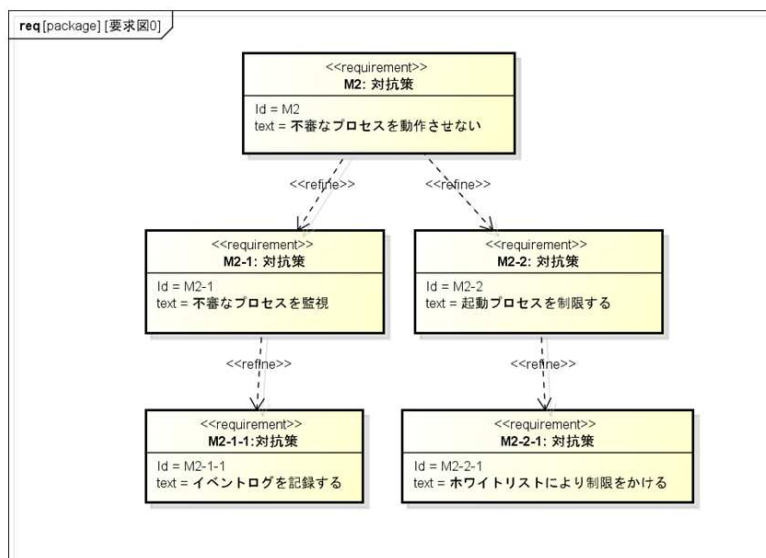 req [package] [要求図0]
<<requirement>>
M2: 対抗策
Id = M2
text = 不審なプロセスを動作させない
<<refine>>
<<refine>>
<<requirement>>
M2-1: 対抗策
Id = M2-1
text = 不審なプロセスを監視
<<requirement>>
M2-2: 対抗策
Id = M2-2
text = 起動プロセスを制限する
<<refine>>
<<refine>>
<<requirement>>
M2-1-1:対抗策
Id = M2-1-1
text = イベントログを記録する
<<requirement>>
M2-2-1: 対抗策
Id = M2-2-1
text = ホワイトリストにより制限をかける